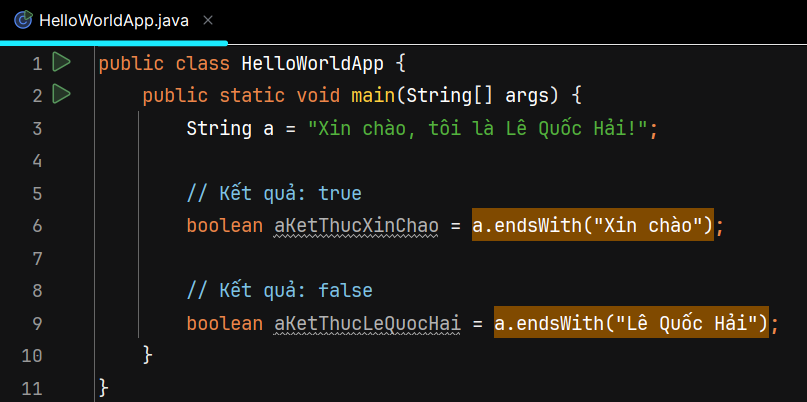 HelloWorldApp.java
1 public class HelloWorldApp {
2 public static void main(String[] args) {
3 String a = "Xin chào, tôi là Lê Quốc Hải!";
4
5 // Kết quả: true
6 boolean aKetThucXinChao = a.endsWith("Xin chào");
7
8 // Kết quả: false
9 boolean aKetThucLeQuocHai = a.endsWith("Lê Quốc Hải");
10 }
11 }